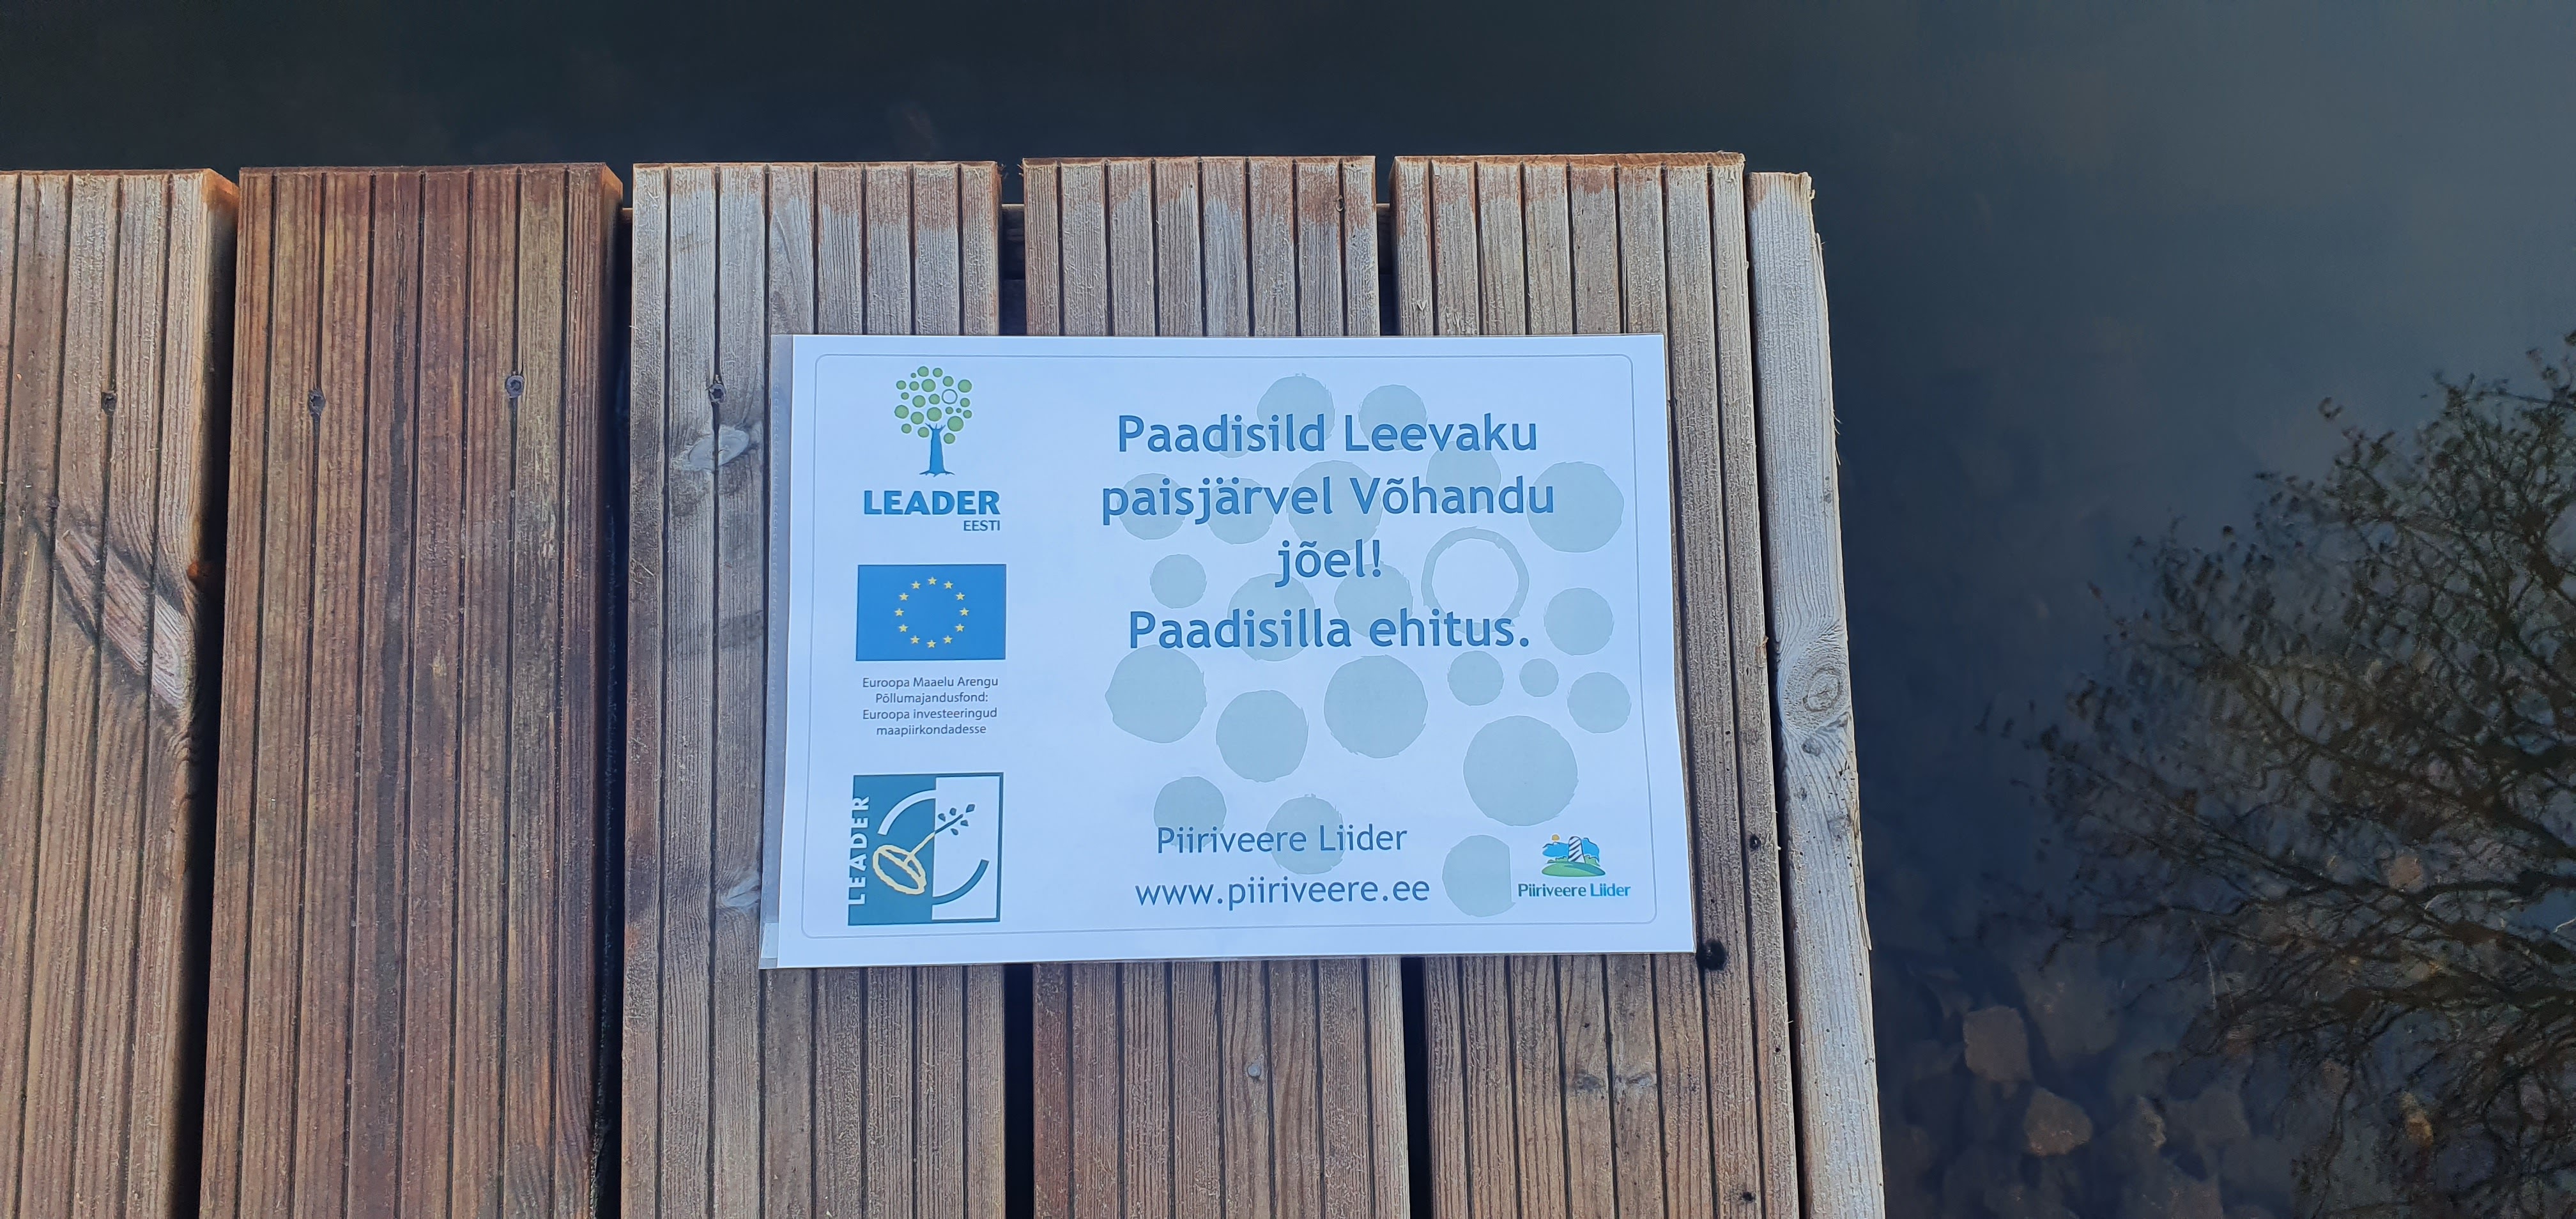 LEADER
EESTI
Euroopa Maaelu Arengu
Põllumajandusfond:
Euroopa investeeringud
maapiirkondadesse
LEADER
Paadisild Leevaku
paisjärvel Võhandu
jõel!
Paadisilla ehitus.
Piiriveere Liider
www.piiriveere.ee
Piiriveere Liider